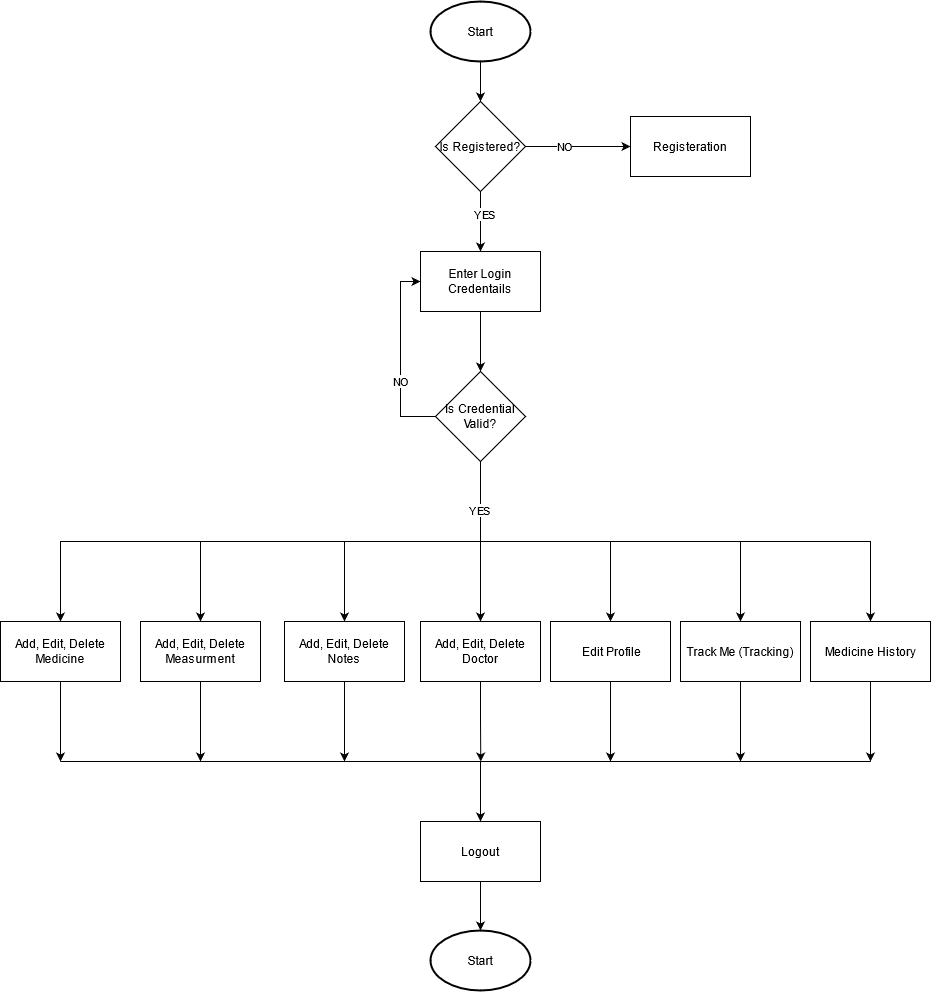 Start
Is Registered?
NO
Registeration
YES
Enter Login
Credentails
NO
Is Credential
Valid?
YES
Add, Edit, Delete
Medicine
Add, Edit, Delete
Measurment
Add, Edit, Delete
Notes
Add, Edit, Delete
Doctor
Edit Profile
Track Me (Tracking)
Medicine History
Logout
Start